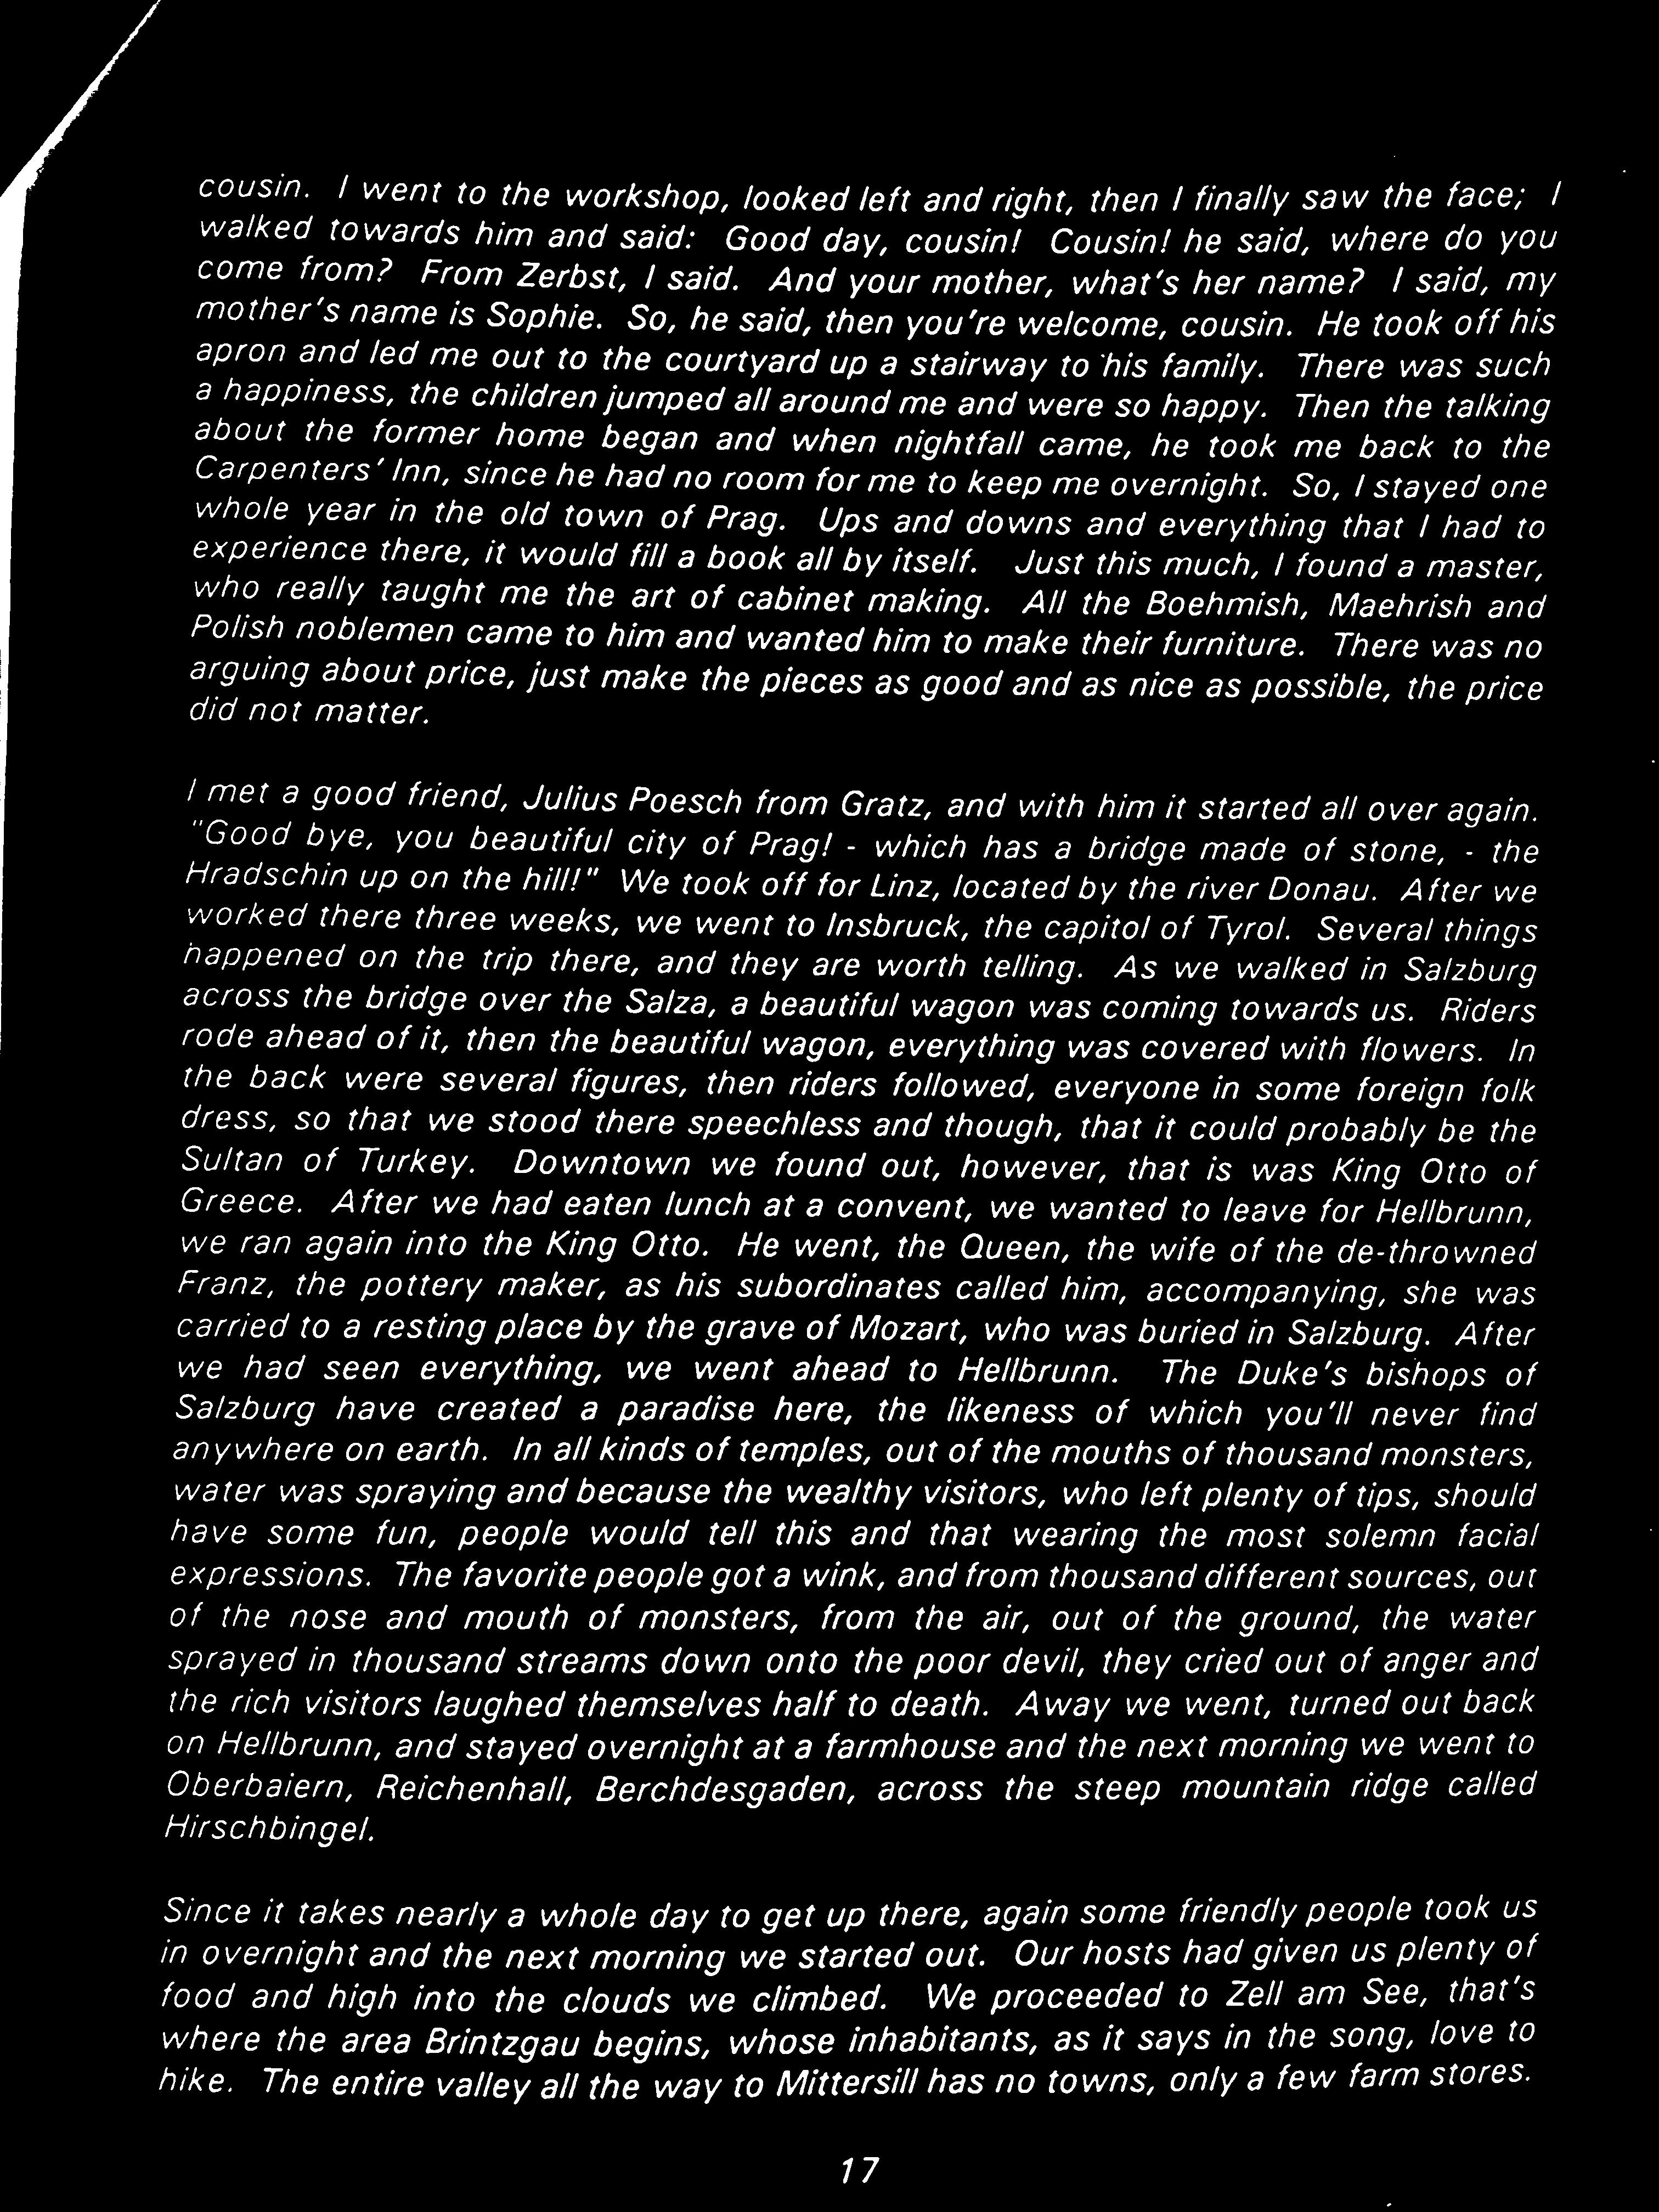 cousin. I went to the workshop, looked left and right, then I finally saw the face; I
walked towards him and said: Good day, cousin! Cousin! he said, where do you
come from? From Zerbst, I said. And your mother, what's her name? I said, my
mother's name is Sophie. So, he said, then you're welcome, cousin. He took off his
apron and led me out to the courtyard up a stairway to his family. There was such
a happiness, the children jumped all around me and were so happy. Then the talking
about the former home began and when nightfall came, he took me back to the
Carpenters' Inn, since he had no room for me to keep me overnight. So, I stayed one
whole year in the old town of Prag. Ups and downs and everything that I had to
experience there, it would fill a book all by itself. Just this much, I found a master,
who really taught me the art of cabinet making. All the Boehmish, Maehrish and
Polish noblemen came to him and wanted him to make their furniture. There was no
arguing about price, just make the pieces as good and as nice as possible, the price
did not matter.
I met a good friend, Julius Poesch from Gratz, and with him it started all over again.
"Good bye, you beautiful city of Prag! - which has a bridge made of stone, - the
Hradschin up on the hill!" We took off for Linz, located by the river Donau. After we
worked there three weeks, we went to Insbruck, the capitol of Tyrol. Several things
happened on the trip there, and they are worth telling. As we walked in Salzburg
across the bridge over the Salza, a beautiful wagon was coming towards us. Riders
rode ahead of it, then the beautiful wagon, everything was covered with flowers. In
the back were several figures, then riders followed, everyone in some foreign folk
dress, so that we stood there speechless and though, that it could probably be the
Sultan of Turkey. Downtown we found out, however, that is was King Otto of
Greece. After we had eaten lunch at a convent, we wanted to leave for Hellbrunn,
we ran again into the King Otto. He went, the Queen, the wife of the de-throwned
Franz, the pottery maker, as his subordinates called him, accompanying, she was
carried to a resting place by the grave of Mozart, who was buried in Salzburg. After
we had seen everything, we went ahead to Hellbrunn. The Duke's bishops of
Salzburg have created a paradise here, the likeness of which you'll never find
anywhere on earth. In all kinds of temples, out of the mouths of thousand monsters,
water was spraying and because the wealthy visitors, who left plenty of tips, should
have some fun, people would tell this and that wearing the most solemn facial
expressions. The favorite people got a wink, and from thousand different sources, out
of the nose and mouth of monsters, from the air, out of the ground, the water
sprayed in thousand streams down onto the poor devil, they cried out of anger and
the rich visitors laughed themselves half to death. Away we went, turned out back
on Hellbrunn, and stayed overnight at a farmhouse and the next morning we went to
Oberbaiern, Reichenhall, Berchdesgaden, across the steep mountain ridge called
Hirschbingel.
Since it takes nearly a whole day to get up there, again some friendly people took us
in overnight and the next morning we started out. Our hosts had given us plenty of
food and high into the clouds we climbed. We proceeded to Zell am See, that's
where the area Brintzgau begins, whose inhabitants, as it says in the song, love to
hike. The entire valley all the way to Mittersill has no towns, only a few farm stores.
17